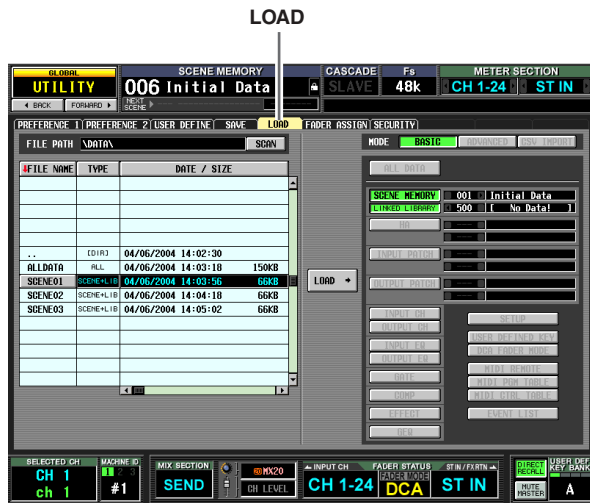 LOAD
GLOBAL
UTILITY
BACK FORWARD
SCENE MEMORY
006 Initial Data
NEXT SCENE
CASCADE
SLAVE
Fs
48k
METER SECTION
CH 1-24 ST IN
PREFERENCE 1 PREFERENCE 2 USER DEFINE SAVE LOAD FADER ASSIGN SECURITY
FILE PATH \DATA\ SCAN
MODE BASIC ADVANCED CSV IMPORT
FILE NAME TYPE DATE / SIZE
.. [DIR] 04/06/2004 14:02:30
ALLDATA ALL 04/06/2004 14:03:18 150KB
SCENE01 SCENE+LIB 04/06/2004 14:03:56 66KB
SCENE02 SCENE+LIB 04/06/2004 14:04:18 66KB
SCENE03 SCENE+LIB 04/06/2004 14:05:02 66KB
LOAD
ALL DATA
SCENE MEMORY 001 Initial Data
LINKED LIBRARY 500 [ No Data! ]
HA
INPUT PATCH
OUTPUT PATCH
INPUT CH
OUTPUT CH
INPUT EQ
OUTPUT EQ
GATE
COMP
EFFECT
GEQ
SETUP
USER DEFINED KEY
DCA FADER MODE
MIDI REMOTE
MIDI PGM TABLE
MIDI CTRL TABLE
EVENT LIST
SELECTED CH
CH 1
ch 1
MACHINE ID
1 2 3
#1
MIX SECTION
SEND
MIX20
CH LEVEL
INPUT CH
CH 1-24
FADER STATUS
FADER MODE
DCA
ST IN/FXRTN
ST IN
DIRECT RECALL
MUTE MASTER
USER DEF
KEY BANK
A